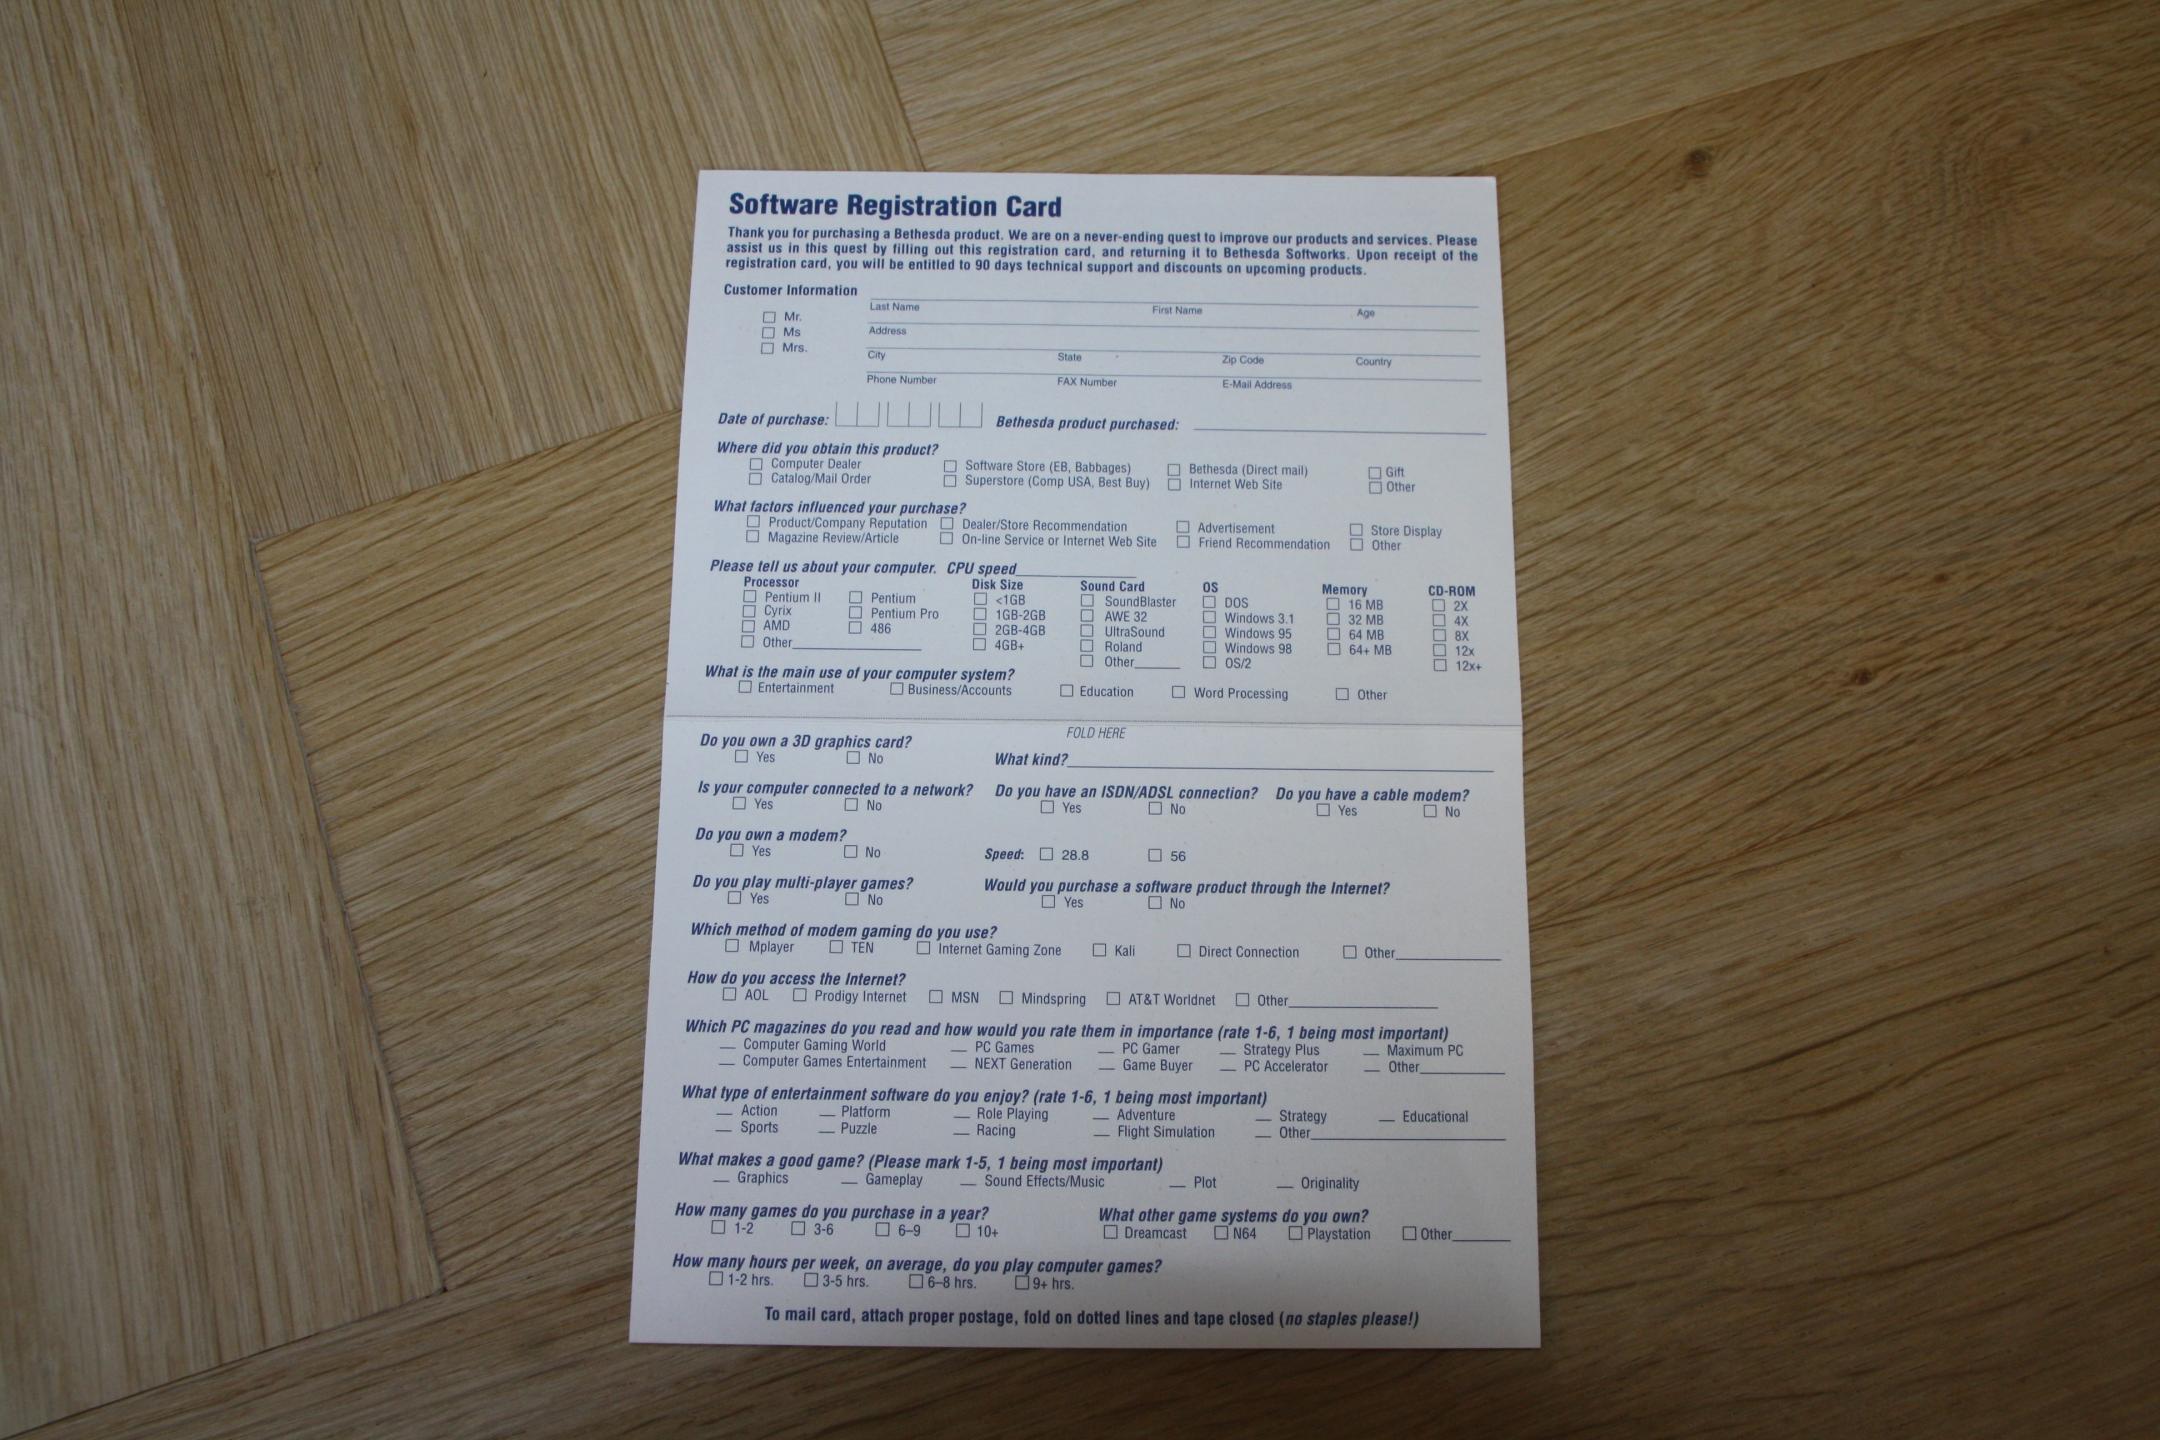 Software Registration Card
Thank you for purchasing a Bethesda product. We are on a never-ending quest to improve our products and services. Please
assist us in this quest by filling out this registration card, and returning it to Bethesda Softworks. Upon receipt of the
registration card, you will be entitled to 90 days technical support and discounts on upcoming products.
Customer Information
Last Name First Name Age
Mr.
Address
Ms
Mrs.
City State Zip Code Country
Phone Number FAX Number E-Mail Address
Date of purchase: Bethesda product purchased:
Where did you obtain this product?
Computer Dealer Software Store (EB, Babbages) Bethesda (Direct mail) Gift
Catalog/Mail Order Superstore (Comp USA, Best Buy) Internet Web Site Other
What factors influenced your purchase?
Product/Company Reputation Dealer/Store Recommendation Advertisement Store Display
Magazine Review/Article On-line Service or Internet Web Site Friend Recommendation Other
Please tell us about your computer. CPU speed
Processor Disk Size Sound Card OS Memory CD-ROM
Pentium II Pentium <1GB SoundBlaster DOS 16 MB 2X
Cyrix Pentium Pro 1GB-2GB AWE 32 Windows 3.1 32 MB 4X
AMD 486 2GB-4GB UltraSound Windows 95 64 MB 8X
Other 4GB+ Roland Windows 98 64+ MB 12x
Other OS/2 12x+
What is the main use of your computer system?
Entertainment Business/Accounts Education Word Processing Other
FOLD HERE
Do you own a 3D graphics card?
Yes No What kind?
Is your computer connected to a network? Do you have an ISDN/ADSL connection? Do you have a cable modem?
Yes No Yes No Yes No
Do you own a modem?
Yes No Speed: 28.8 56
Do you play multi-player games? Would you purchase a software product through the Internet?
Yes No Yes No
Which method of modem gaming do you use?
Mplayer TEN Internet Gaming Zone Kali Direct Connection Other
How do you access the Internet?
AOL Prodigy Internet MSN Mindspring AT&T Worldnet Other
Which PC magazines do you read and how would you rate them in importance (rate 1-6, 1 being most important)
Computer Gaming World PC Games PC Gamer Strategy Plus Maximum PC
Computer Games Entertainment NEXT Generation Game Buyer PC Accelerator Other
What type of entertainment software do you enjoy? (rate 1-6, 1 being most important)
Action Platform Role Playing Adventure Strategy Educational
Sports Puzzle Racing Flight Simulation Other
What makes a good game? (Please mark 1-5, 1 being most important)
Graphics Gameplay Sound Effects/Music Plot Originality
How many games do you purchase in a year? What other game systems do you own?
1-2 3-6 6–9 10+ Dreamcast N64 Playstation Other
How many hours per week, on average, do you play computer games?
1-2 hrs. 3-5 hrs. 6–8 hrs. 9+ hrs.
To mail card, attach proper postage, fold on dotted lines and tape closed (no staples please!)